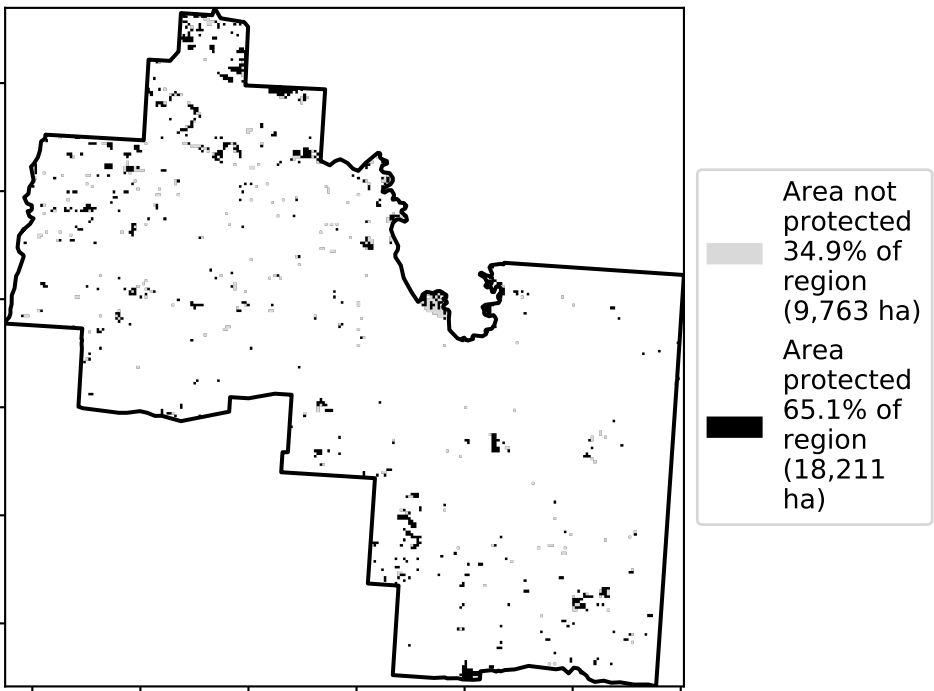 Area not
protected
34.9% of
region
(9,763 ha)
Area
protected
65.1% of
region
(18,211
ha)